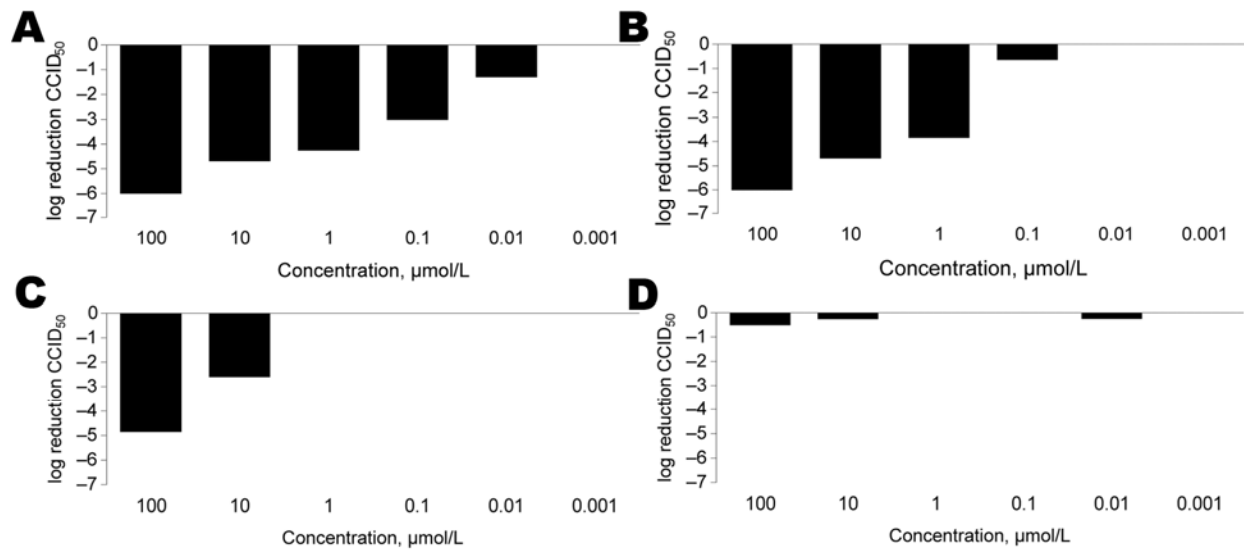 A
log reduction CCID50
0
–1
–2
–3
–4
–5
–6
–7
100 10 1 0.1 0.01 0.001
Concentration, µmol/L
B
log reduction CCID50
0
–1
–2
–3
–4
–5
–6
–7
100 10 1 0.1 0.01 0.001
Concentration, µmol/L
C
log reduction CCID50
0
–1
–2
–3
–4
–5
–6
–7
100 10 1 0.1 0.01 0.001
Concentration, µmol/L
D
log reduction CCID50
0
–1
–2
–3
–4
–5
–6
–7
100 10 1 0.1 0.01 0.001
Concentration, µmol/L